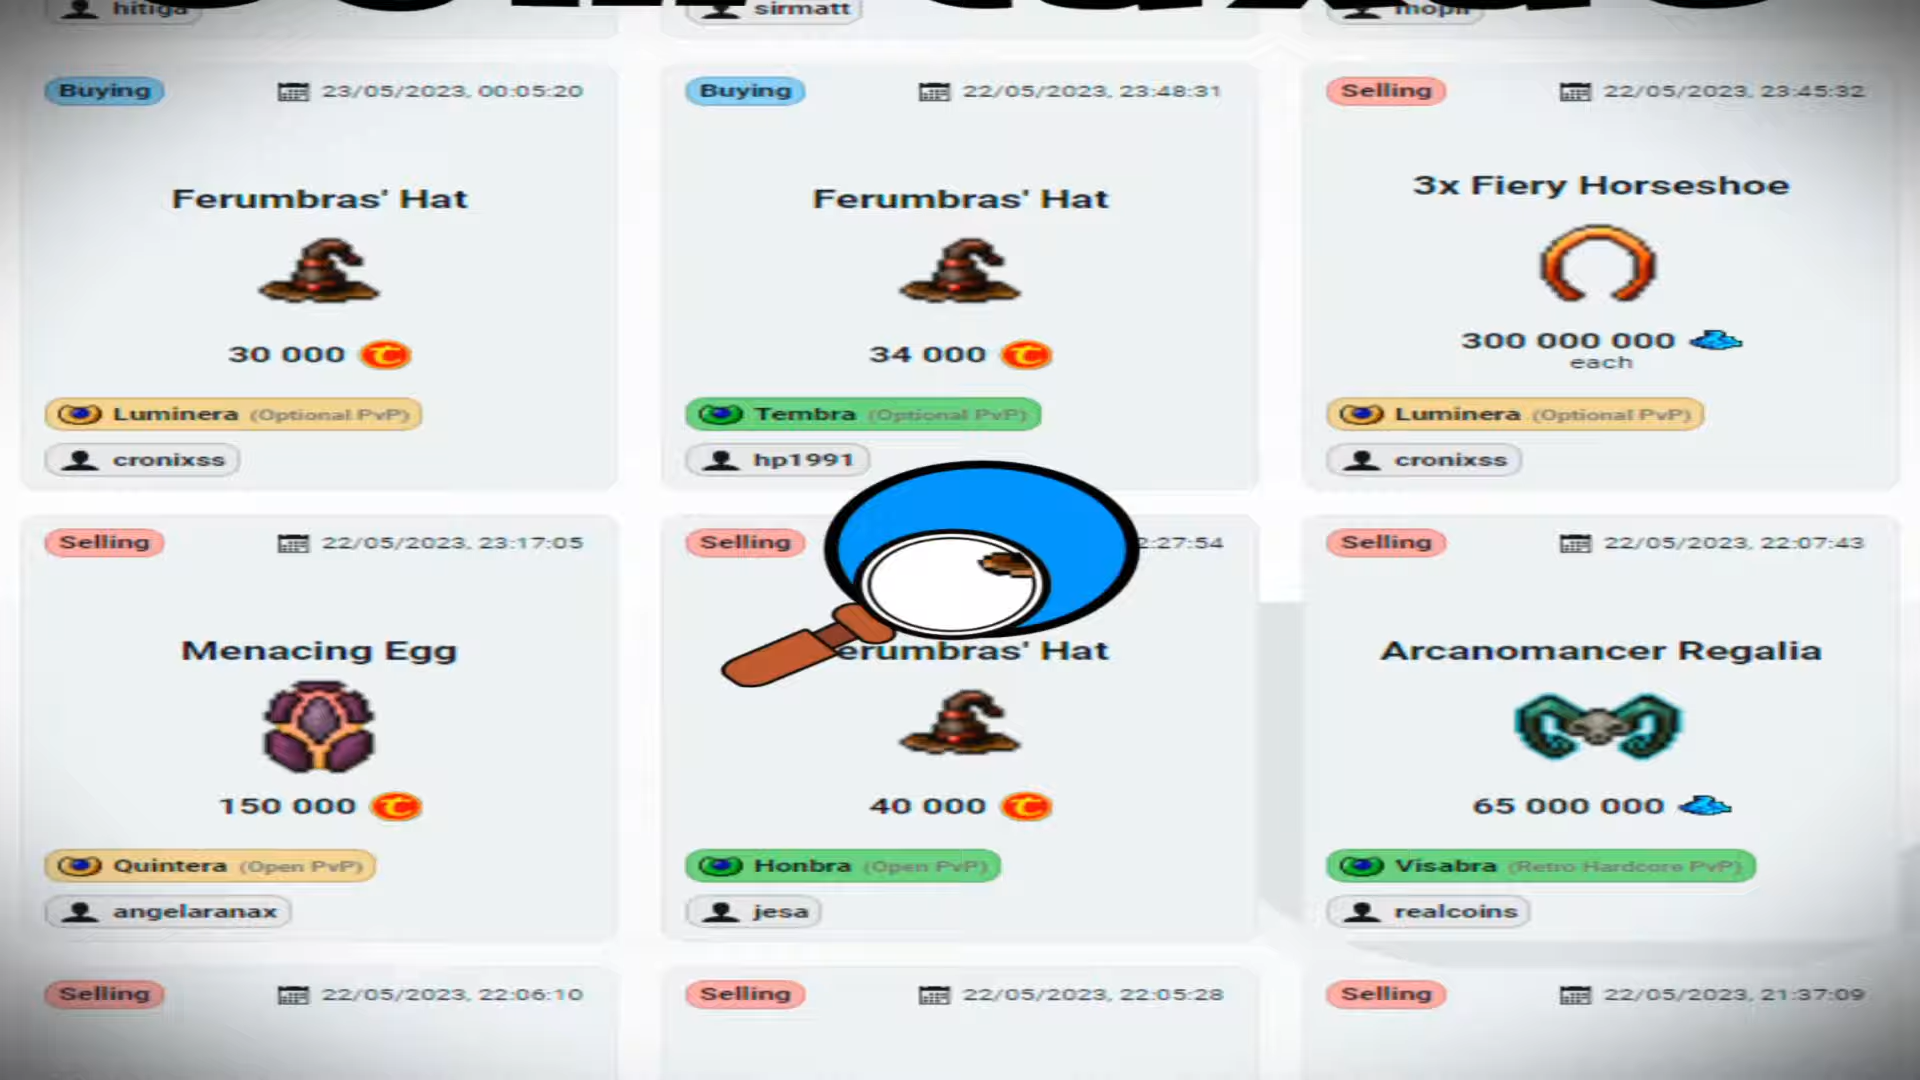 hitiga
sirmatt
Buying 23/05/2023, 00:05:20
Buying 22/05/2023, 23:48:31
Selling 22/05/2023, 23:45:32
Ferumbras' Hat
Ferumbras' Hat
3x Fiery Horseshoe
30 000
34 000
300 000 000
each
Luminera (Optional PvP)
Tembra (Optional PvP)
Luminera (Optional PvP)
cronixss
hp1991
cronixss
Selling 22/05/2023, 23:17:05
Selling 2:27:54
Selling 22/05/2023, 22:07:43
Menacing Egg
erumbras' Hat
Arcanomancer Regalia
150 000
40 000
65 000 000
Quintera (Open PvP)
Honbra (Open PvP)
Visabra (Retro Hardcore PvP)
angelaranax
jesa
realcoins
Selling 22/05/2023, 22:06:10
Selling 22/05/2023, 22:05:28
Selling 22/05/2023, 21:37:09